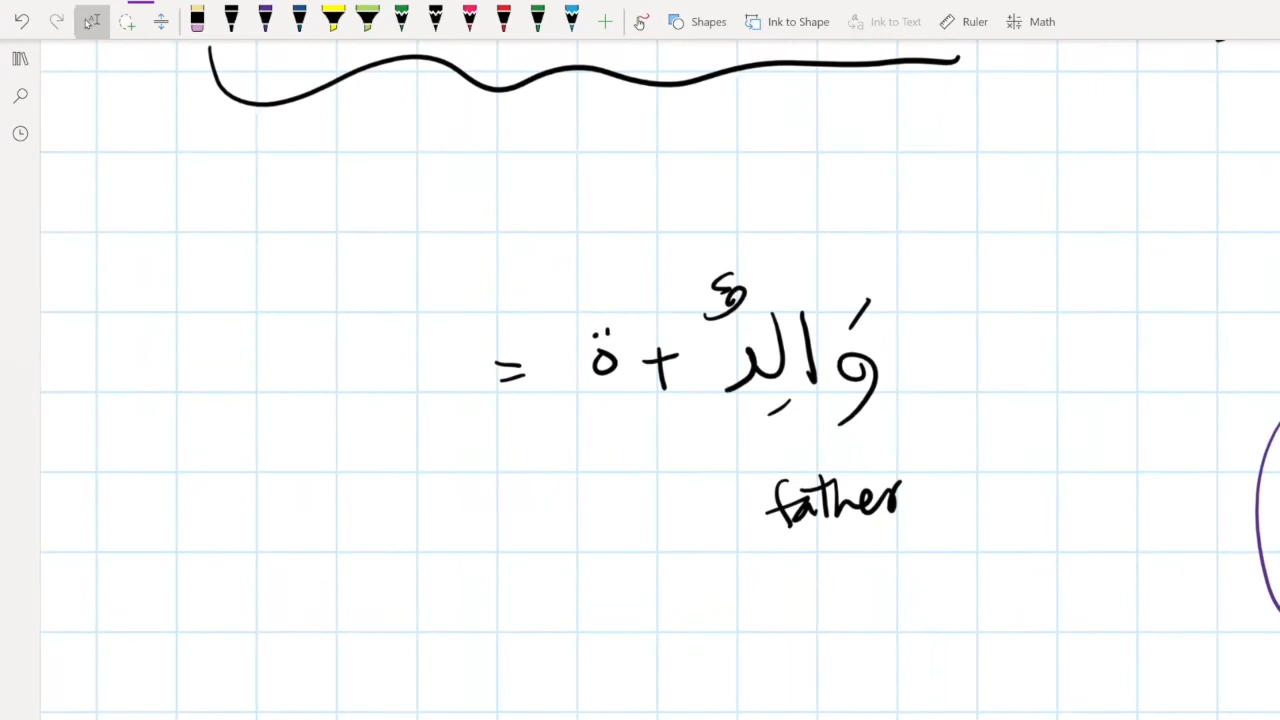 Shapes Ink to Shape Ink to Text Ruler Math
وَالِدٌ + ة =
father